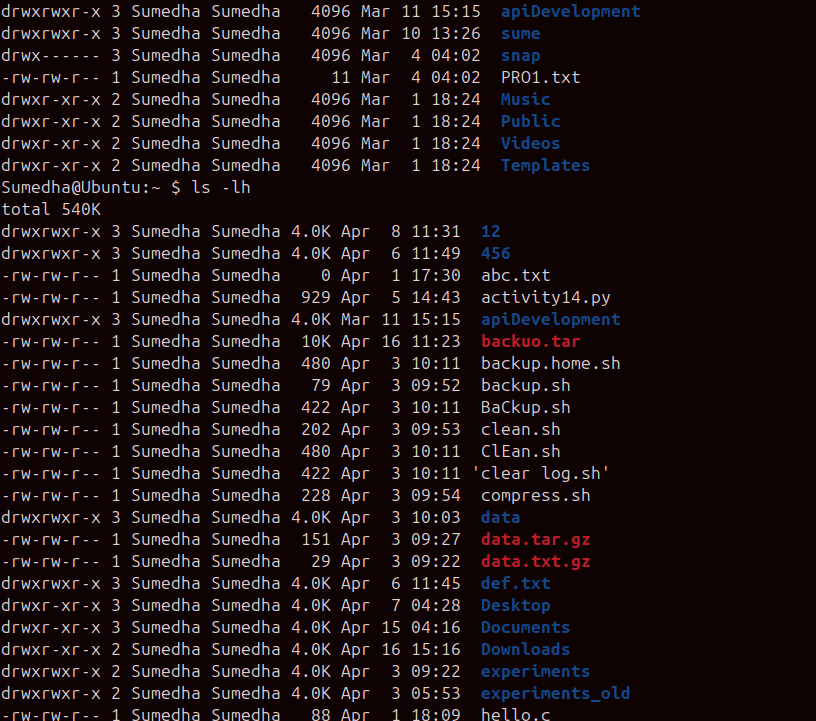 drwxrwxr-x 3 Sumedha Sumedha   4096 Mar 11 15:15  apiDevelopment
drwxrwxr-x 3 Sumedha Sumedha   4096 Mar 10 13:26  sume
drwx------ 3 Sumedha Sumedha   4096 Mar  4 04:02  snap
-rw-rw-r-- 1 Sumedha Sumedha     11 Mar  4 04:02  PRO1.txt
drwxr-xr-x 2 Sumedha Sumedha   4096 Mar  1 18:24  Music
drwxr-xr-x 2 Sumedha Sumedha   4096 Mar  1 18:24  Public
drwxr-xr-x 2 Sumedha Sumedha   4096 Mar  1 18:24  Videos
drwxr-xr-x 2 Sumedha Sumedha   4096 Mar  1 18:24  Templates
Sumedha@Ubuntu:~ $ ls -lh
total 540K
drwxrwxr-x 3 Sumedha Sumedha 4.0K Apr  8 11:31  12
drwxrwxr-x 3 Sumedha Sumedha 4.0K Apr  6 11:49  456
-rw-rw-r-- 1 Sumedha Sumedha    0 Apr  1 17:30  abc.txt
-rw-rw-r-- 1 Sumedha Sumedha  929 Apr  5 14:43  activity14.py
drwxrwxr-x 3 Sumedha Sumedha 4.0K Mar 11 15:15  apiDevelopment
-rw-rw-r-- 1 Sumedha Sumedha  10K Apr 16 11:23  backuo.tar
-rw-rw-r-- 1 Sumedha Sumedha  480 Apr  3 10:11  backup.home.sh
-rw-rw-r-- 1 Sumedha Sumedha   79 Apr  3 09:52  backup.sh
-rw-rw-r-- 1 Sumedha Sumedha  422 Apr  3 10:11  BaCkup.sh
-rw-rw-r-- 1 Sumedha Sumedha  202 Apr  3 09:53  clean.sh
-rw-rw-r-- 1 Sumedha Sumedha  480 Apr  3 10:11  ClEan.sh
-rw-rw-r-- 1 Sumedha Sumedha  422 Apr  3 10:11 'clear log.sh'
-rw-rw-r-- 1 Sumedha Sumedha  228 Apr  3 09:54  compress.sh
drwxrwxr-x 3 Sumedha Sumedha 4.0K Apr  3 10:03  data
-rw-rw-r-- 1 Sumedha Sumedha  151 Apr  3 09:27  data.tar.gz
-rw-rw-r-- 1 Sumedha Sumedha   29 Apr  3 09:22  data.txt.gz
drwxrwxr-x 3 Sumedha Sumedha 4.0K Apr  6 11:45  def.txt
drwxr-xr-x 3 Sumedha Sumedha 4.0K Apr  7 04:28  Desktop
drwxrwxr-x 3 Sumedha Sumedha 4.0K Apr 15 04:16  Documents
drwxr-xr-x 2 Sumedha Sumedha 4.0K Apr 16 15:16  Downloads
drwxrwxr-x 2 Sumedha Sumedha 4.0K Apr  3 09:22  experiments
drwxrwxr-x 2 Sumedha Sumedha 4.0K Apr  3 05:53  experiments_old
-rw-rw-r-- 1 Sumedha Sumedha   88 Apr  1 18:09  hello.c